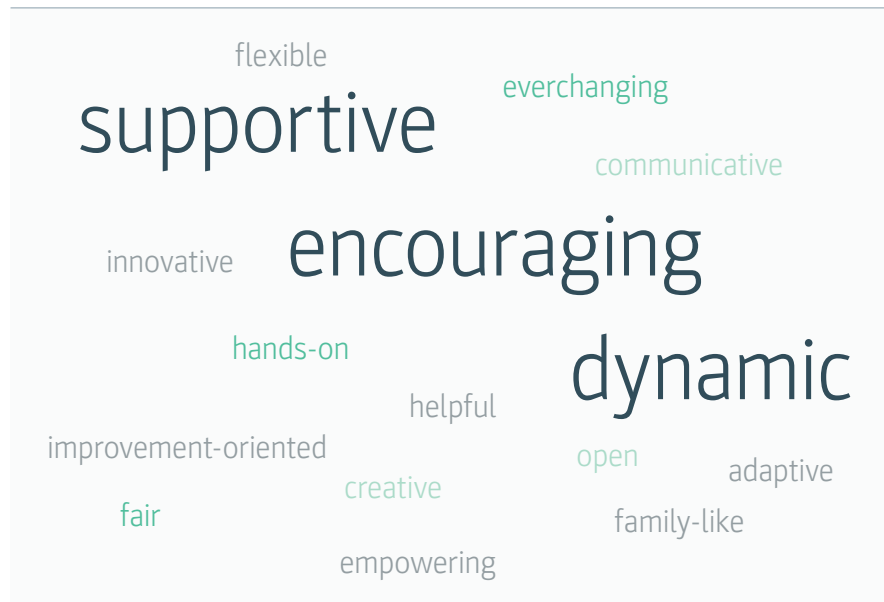 flexible
everchanging
supportive
communicative
encouraging
innovative
hands-on
dynamic
helpful
improvement-oriented
open
adaptive
creative
fair
family-like
empowering